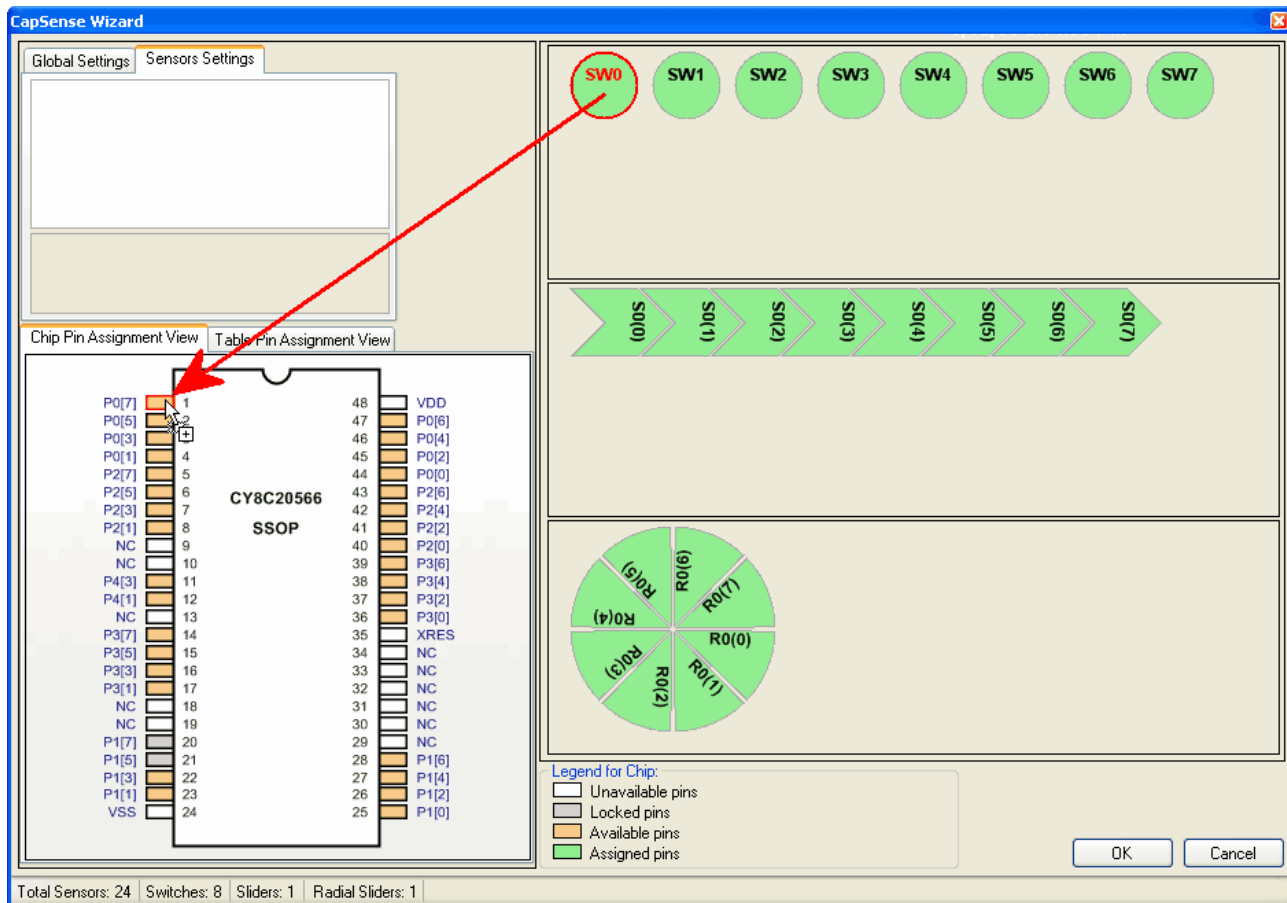 CapSense Wizard
Global Settings
Sensors Settings
SW0 SW1 SW2 SW3 SW4 SW5 SW6 SW7
S0(0) S0(1) S0(2) S0(3) S0(4) S0(5) S0(6) S0(7)
Chip Pin Assignment View
Table Pin Assignment View
P0[7] 1 48 VDD
P0[5] 2 47 P0[6]
P0[3] 3 46 P0[4]
P0[1] 4 45 P0[2]
P2[7] 5 44 P0[0]
P2[5] 6 43 P2[6]
P2[3] 7 42 P2[4]
P2[1] 8 41 P2[2]
NC 9 40 P2[0]
NC 10 39 P3[6]
P4[3] 11 38 P3[4]
P4[1] 12 37 P3[2]
NC 13 36 P3[0]
P3[7] 14 35 XRES
P3[5] 15 34 NC
P3[3] 16 33 NC
P3[1] 17 32 NC
NC 18 31 NC
NC 19 30 NC
P1[7] 20 29 NC
P1[5] 21 28 P1[6]
P1[3] 22 27 P1[4]
P1[1] 23 26 P1[2]
VSS 24 25 P1[0]
CY8C20566
SSOP
R0(5)
R0(6)
R0(7)
R0(4)
R0(0)
R0(3)
R0(2)
R0(1)
Legend for Chip:
Unavailable pins
Locked pins
Available pins
Assigned pins
OK
Cancel
Total Sensors: 24 Switches: 8 Sliders: 1 Radial Sliders: 1